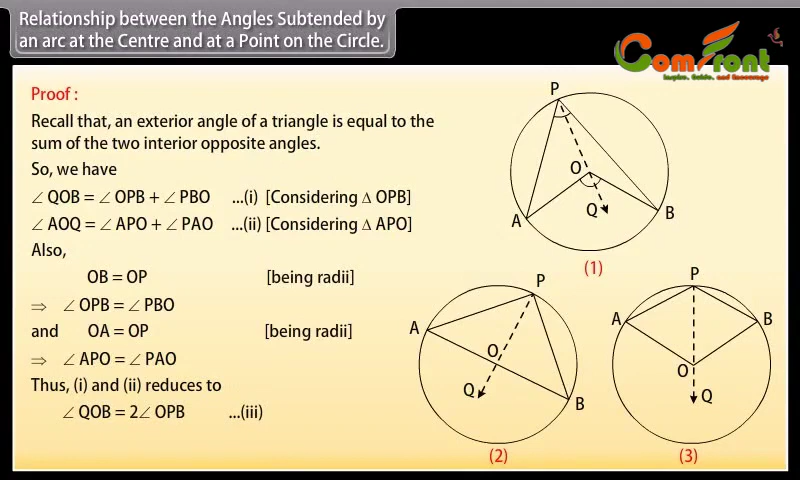 Relationship between the Angles Subtended by
an arc at the Centre and at a Point on the Circle.
ComFront
Inspire, Guide, and Encourage
Proof :
Recall that, an exterior angle of a triangle is equal to the
sum of the two interior opposite angles.
So, we have
∠ QOB = ∠ OPB + ∠ PBO ...(i) [Considering Δ OPB]
∠ AOQ = ∠ APO + ∠ PAO ...(ii) [Considering Δ APO]
Also,
OB = OP [being radii]
⇒ ∠ OPB = ∠ PBO
and OA = OP [being radii]
⇒ ∠ APO = ∠ PAO
Thus, (i) and (ii) reduces to
∠ QOB = 2∠ OPB ...(iii)
P
O
Q
A
B
(1)
P
A
O
Q
B
(2)
P
A
B
O
Q
(3)